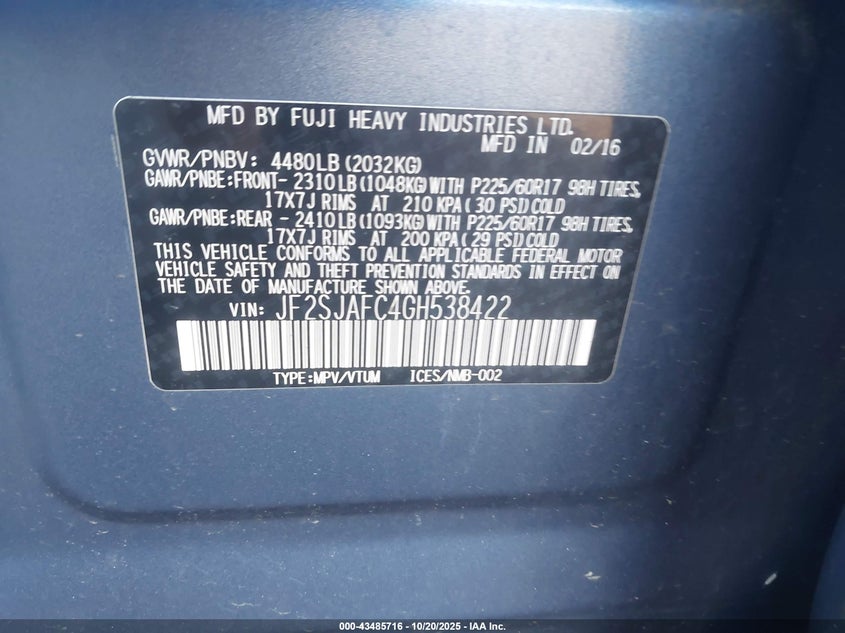 MFD BY FUJI HEAVY INDUSTRIES LTD.
MFD IN 02/16
GVWR/PNBV: 4480LB(2032KG)
GAWR/PNBE:FRONT- 2310LB(1048KG)WITH P225/60R17 98H TIRES,
17X7J RIMS AT 210 KPA(30 PSI)COLD
GAWR/PNBE:REAR - 2410LB(1093KG)WITH P225/60R17 98H TIRES,
17X7J RIMS AT 200 KPA(29 PSI)COLD
THIS VEHICLE CONFORMS TO ALL APPLICABLE FEDERAL MOTOR
VEHICLE SAFETY AND THEFT PREVENTION STANDARDS IN EFFECT ON
THE DATE OF MANUFACTURE SHOWN ABOVE.
VIN: JF2SJAFC4GH538422
TYPE:MPV/VTUM ICES/NMB-002
000-43485716 - 10/20/2025 - IAA Inc.